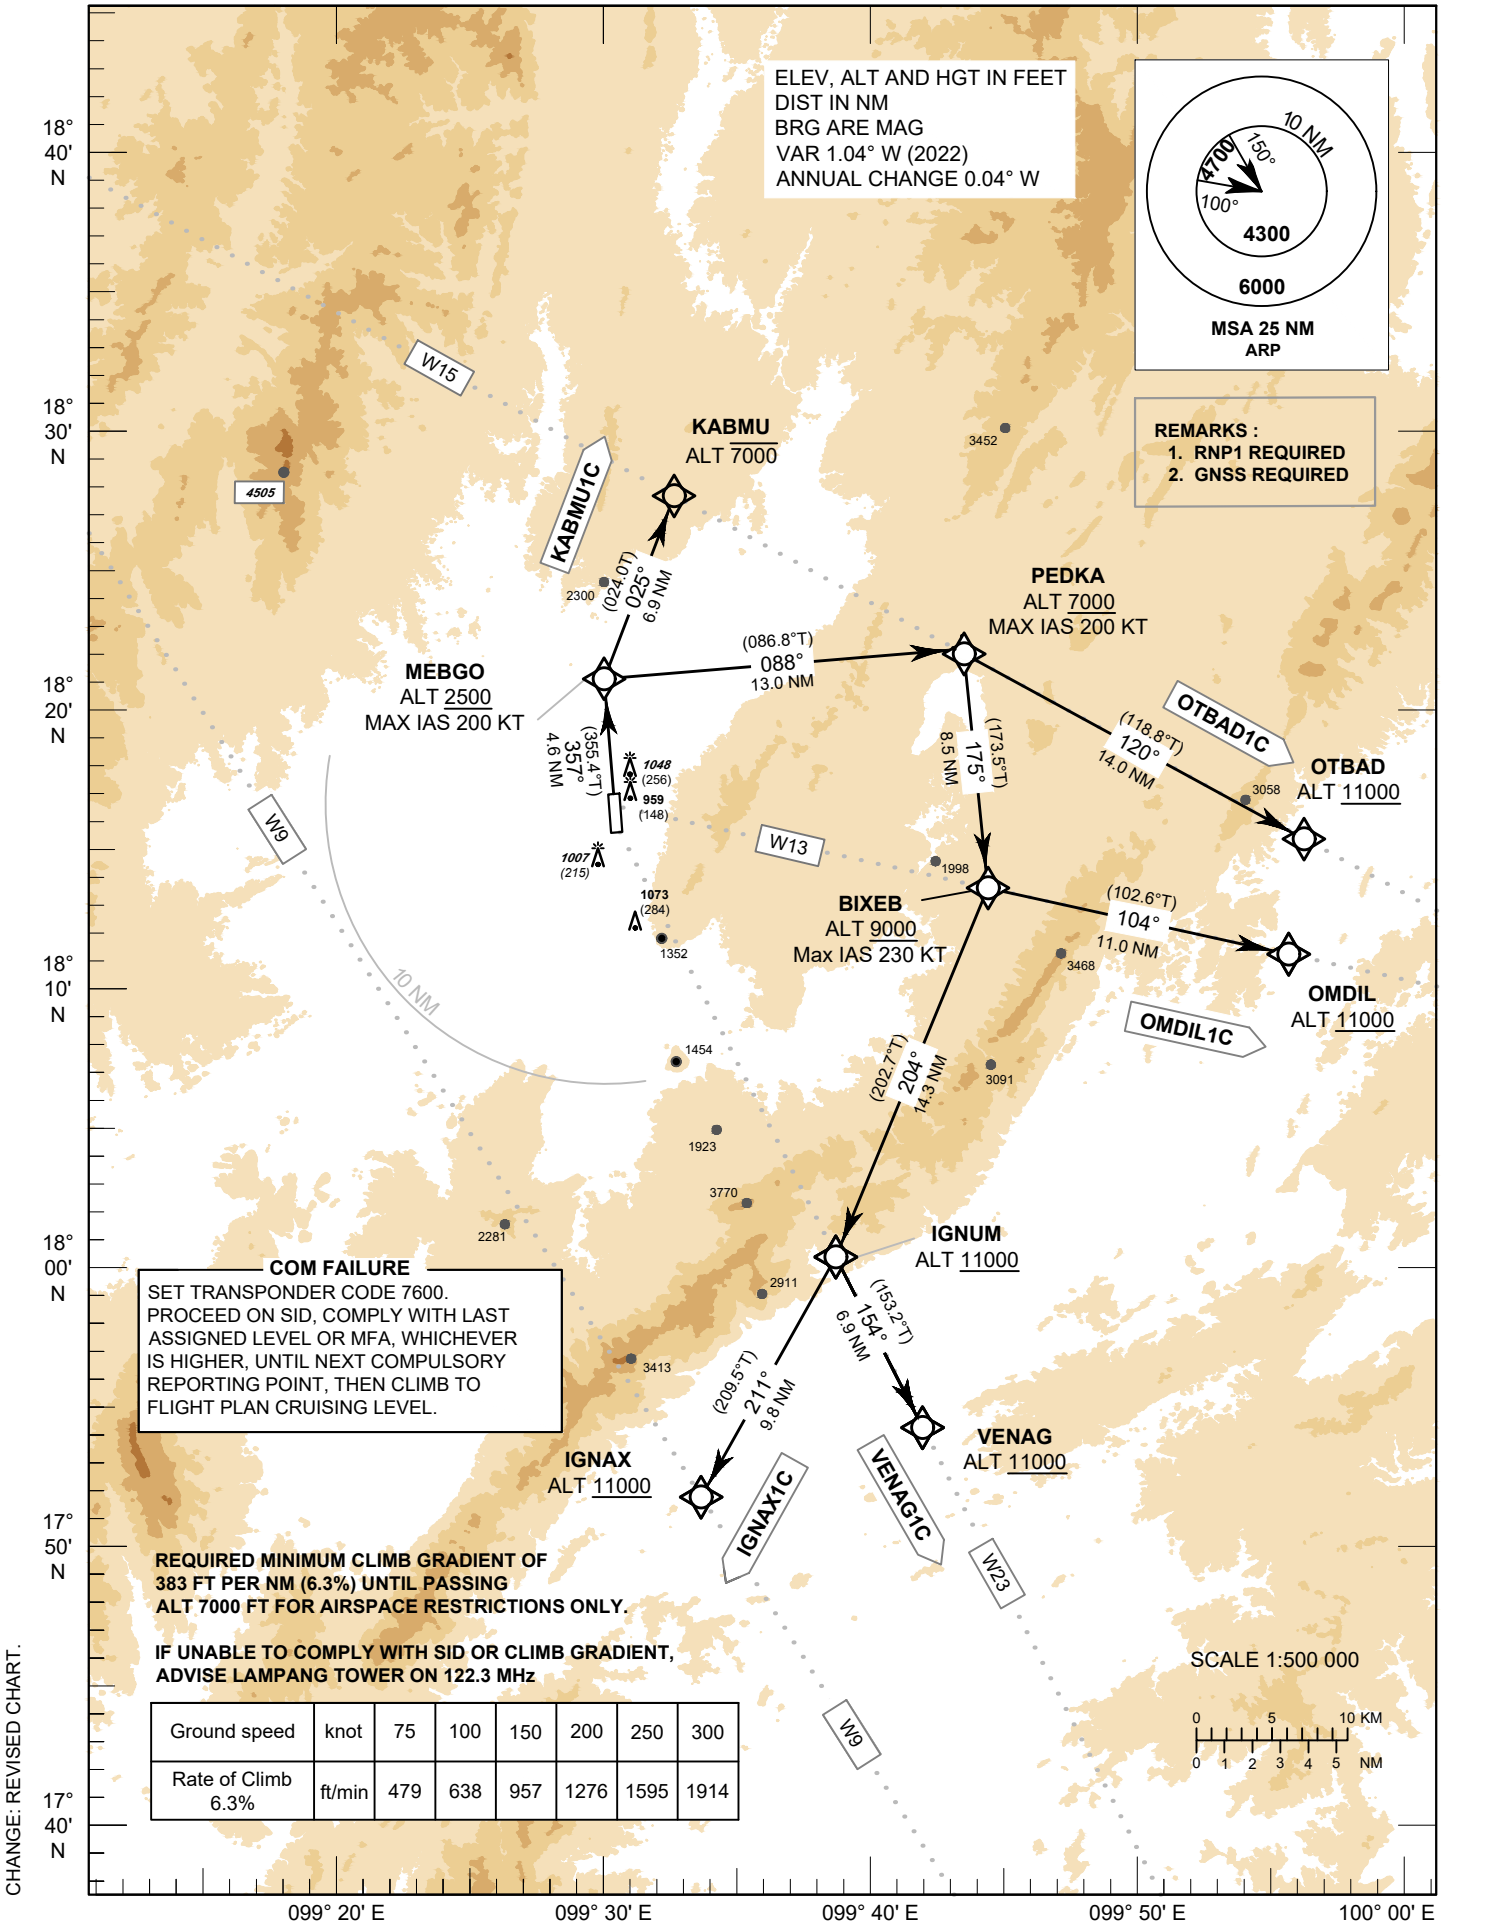 ELEV, ALT AND HGT IN FEET
DIST IN NM
BRG ARE MAG
VAR 1.04° W (2022)
ANNUAL CHANGE 0.04° W
10 NM
150°
4700
100°
4300
6000
MSA 25 NM
ARP
REMARKS :
1. RNP1 REQUIRED
2. GNSS REQUIRED
18°
40'
N
18°
30'
N
18°
20'
N
18°
10'
N
18°
00'
N
17°
50'
N
17°
40'
N
W15
KABMU
ALT 7000
KABMU1C
3452
4505
2300
(024.0T)
025°
6.9 NM
PEDKA
ALT 7000
MAX IAS 200 KT
(086.8°T)
088°
13.0 NM
MEBGO
ALT 2500
MAX IAS 200 KT
(355.4°T)
357°
4.6 NM
1048
(256)
959
(148)
1007
(215)
1073
(284)
1352
W9
W13
(173.5°T)
175°
8.5 NM
(118.8°T)
120°
14.0 NM
OTBAD1C
OTBAD
ALT 11000
3058
1998
BIXEB
ALT 9000
Max IAS 230 KT
(102.6°T)
104°
11.0 NM
3468
OMDIL
ALT 11000
OMDIL1C
10 NM
1454
(202.7°T)
204°
14.3 NM
3091
1923
3770
2281
IGNUM
ALT 11000
2911
3413
(153.2°T)
154°
6.9 NM
(209.5°T)
211°
9.8 NM
VENAG
ALT 11000
VENAG1C
IGNAX
ALT 11000
IGNAX1C
W23
W9
COM FAILURE
SET TRANSPONDER CODE 7600.
PROCEED ON SID, COMPLY WITH LAST
ASSIGNED LEVEL OR MFA, WHICHEVER
IS HIGHER, UNTIL NEXT COMPULSORY
REPORTING POINT, THEN CLIMB TO
FLIGHT PLAN CRUISING LEVEL.
REQUIRED MINIMUM CLIMB GRADIENT OF
383 FT PER NM (6.3%) UNTIL PASSING
ALT 7000 FT FOR AIRSPACE RESTRICTIONS ONLY.
IF UNABLE TO COMPLY WITH SID OR CLIMB GRADIENT,
ADVISE LAMPANG TOWER ON 122.3 MHz
Ground speed knot 75 100 150 200 250 300
Rate of Climb
6.3% ft/min 479 638 957 1276 1595 1914
SCALE 1:500 000
0 5 10 KM
0 1 2 3 4 5 NM
099° 20' E 099° 30' E 099° 40' E 099° 50' E 100° 00' E
CHANGE: REVISED CHART.